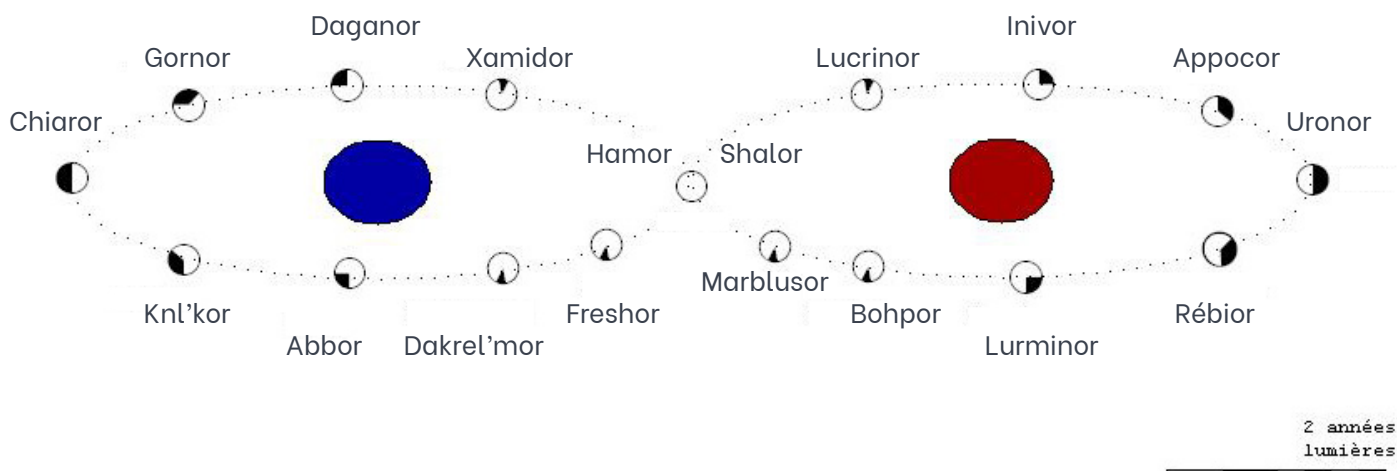 Daganor
Inivor
Gornor
Xamidor
Lucrinor
Appocor
Chiaror
Uronor
Hamor
Shalor
Marblusor
Knl’kor
Freshor
Bohpor
Rébior
Abbor
Dakrel’mor
Lurminor
2 années
lumières